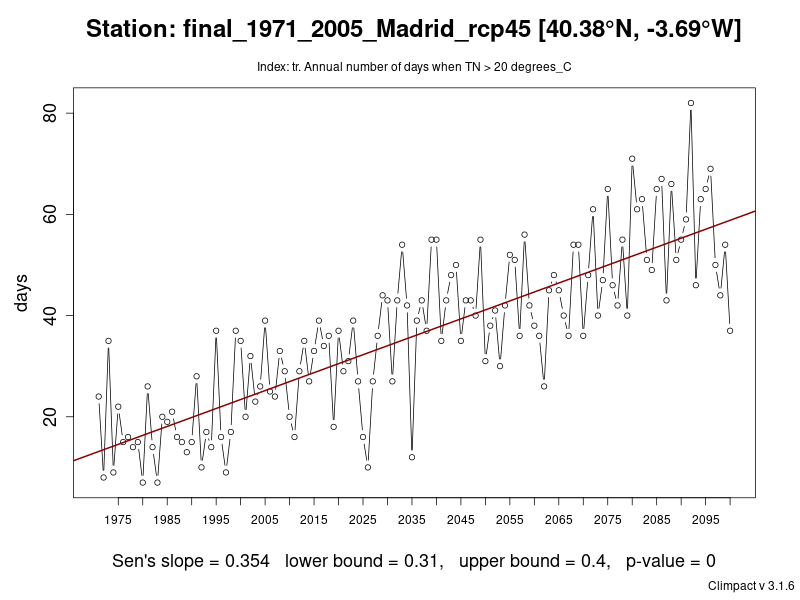 Station: final_1971_2005_Madrid_rcp45 [40.38°N, -3.69°W]
Index: tr. Annual number of days when TN > 20 degrees_C
80
60
40
20
days
1975 1985 1995 2005 2015 2025 2035 2045 2055 2065 2075 2085 2095
Sen's slope = 0.354 lower bound = 0.31, upper bound = 0.4, p-value = 0
Climpact v 3.1.6